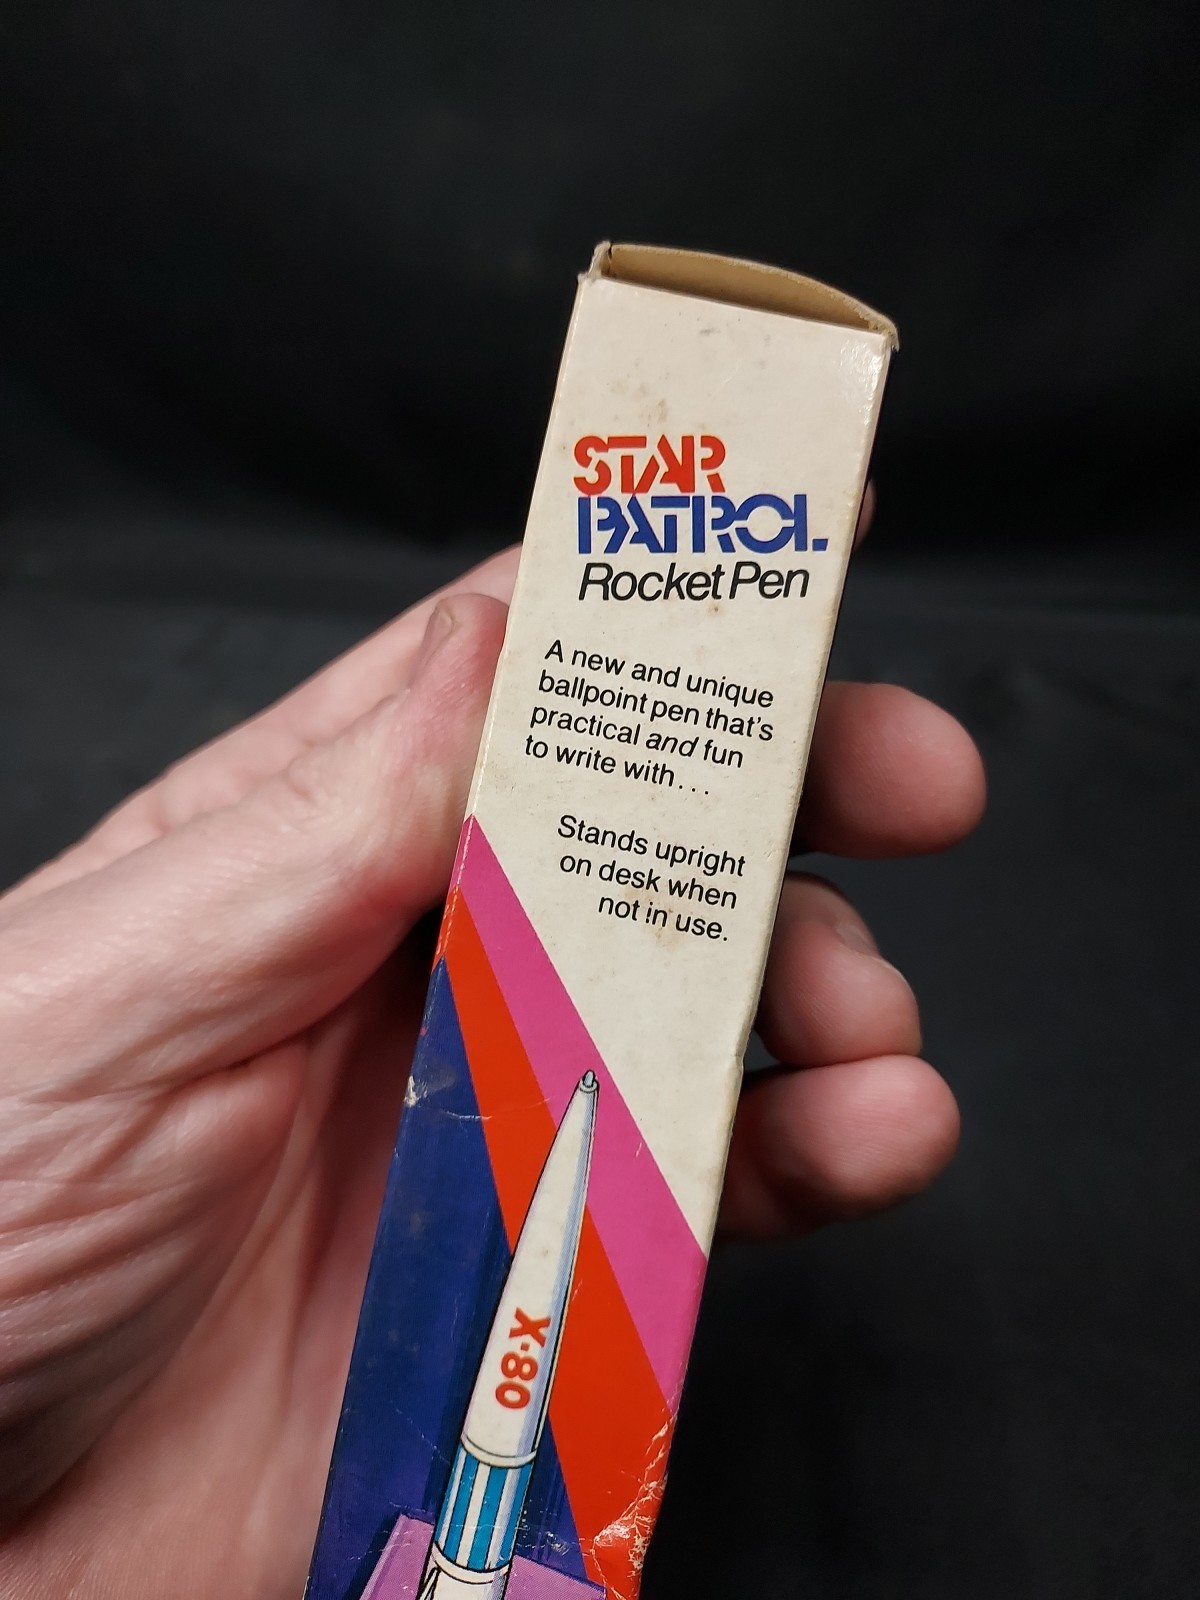 STAR
PATROL
Rocket Pen
A new and unique
ballpoint pen that's
practical and fun
to write with...
Stands upright
on desk when
not in use.
X-80